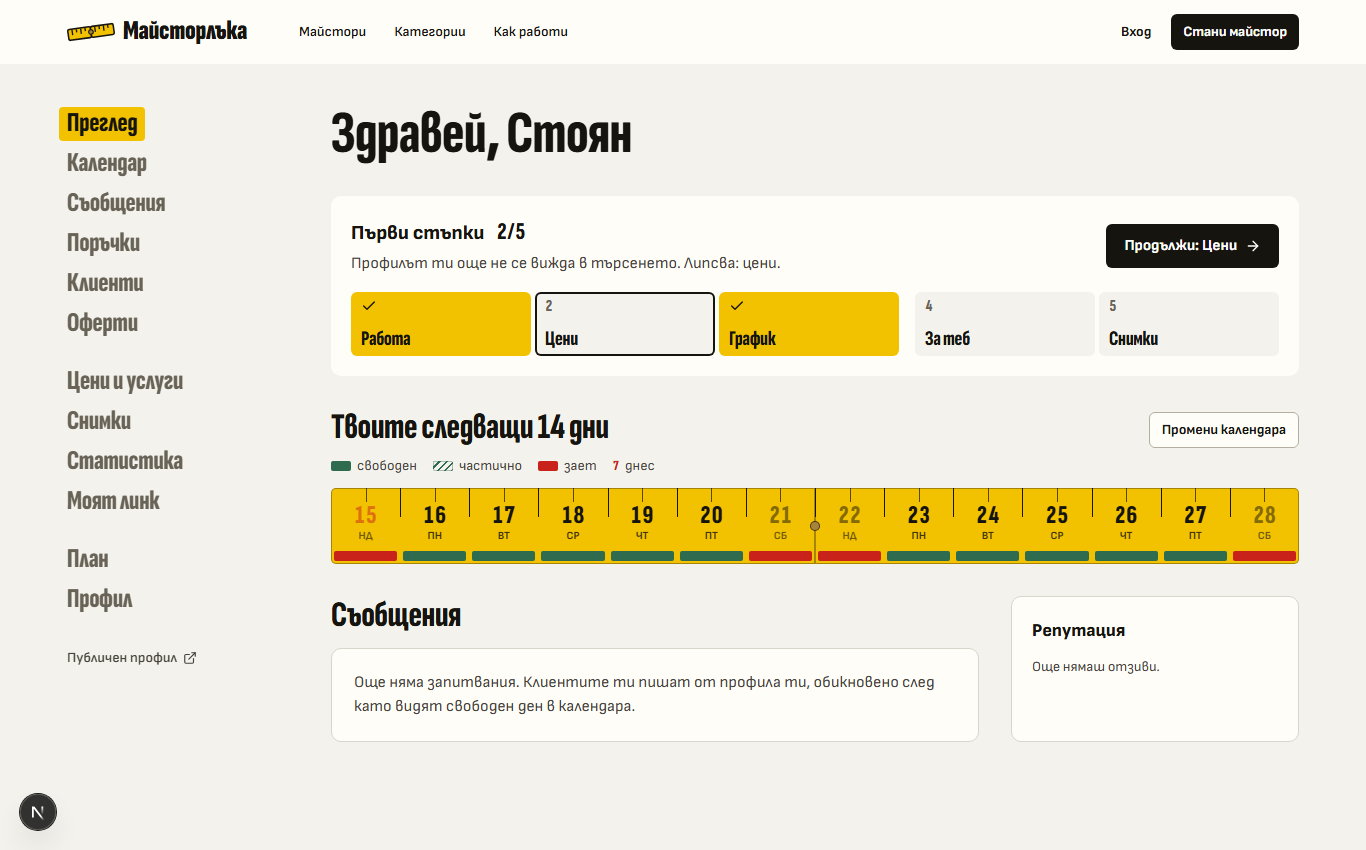 Майсторлъка
Майстори
Категории
Как работи
Вход
Стани майстор
Преглед
Календар
Съобщения
Поръчки
Клиенти
Оферти
Цени и услуги
Снимки
Статистика
Моят линк
План
Профил
Публичен профил
Здравей, Стоян
Първи стъпки 2/5
Профилът ти още не се вижда в търсенето. Липсва: цени.
Продължи: Цени
Работа
2
Цени
График
4
За теб
5
Снимки
Твоите следващи 14 дни
Промени календара
свободен
частично
зает
7 днес
15 16 17 18 19 20 21 22 23 24 25 26 27 28
НД ПН ВТ СР ЧТ ПТ СБ НД ПН ВТ СР ЧТ ПТ СБ
Съобщения
Още няма запитвания. Клиентите ти пишат от профила ти, обикновено след
като видят свободен ден в календара.
Репутация
Още нямаш отзиви.
N